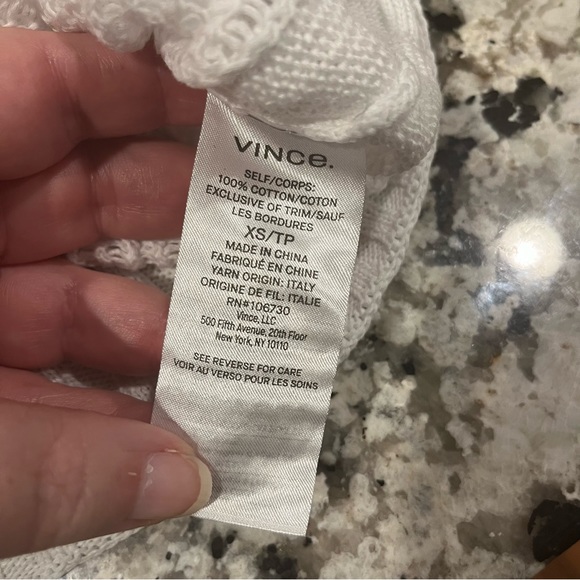 VINCe.
SELF/CORPS:
100% COTTON/COTON
EXCLUSIVE OF TRIM/SAUF
LES BORDURES
XS/TP
MADE IN CHINA
FABRIQUÉ EN CHINE
YARN ORIGIN: ITALY
ORIGINE DE FIL: ITALIE
RN#106730
Vince, LLC
500 Fifth Avenue, 20th Floor
New York, NY 10110
SEE REVERSE FOR CARE
VOIR AU VERSO POUR LES SOINS